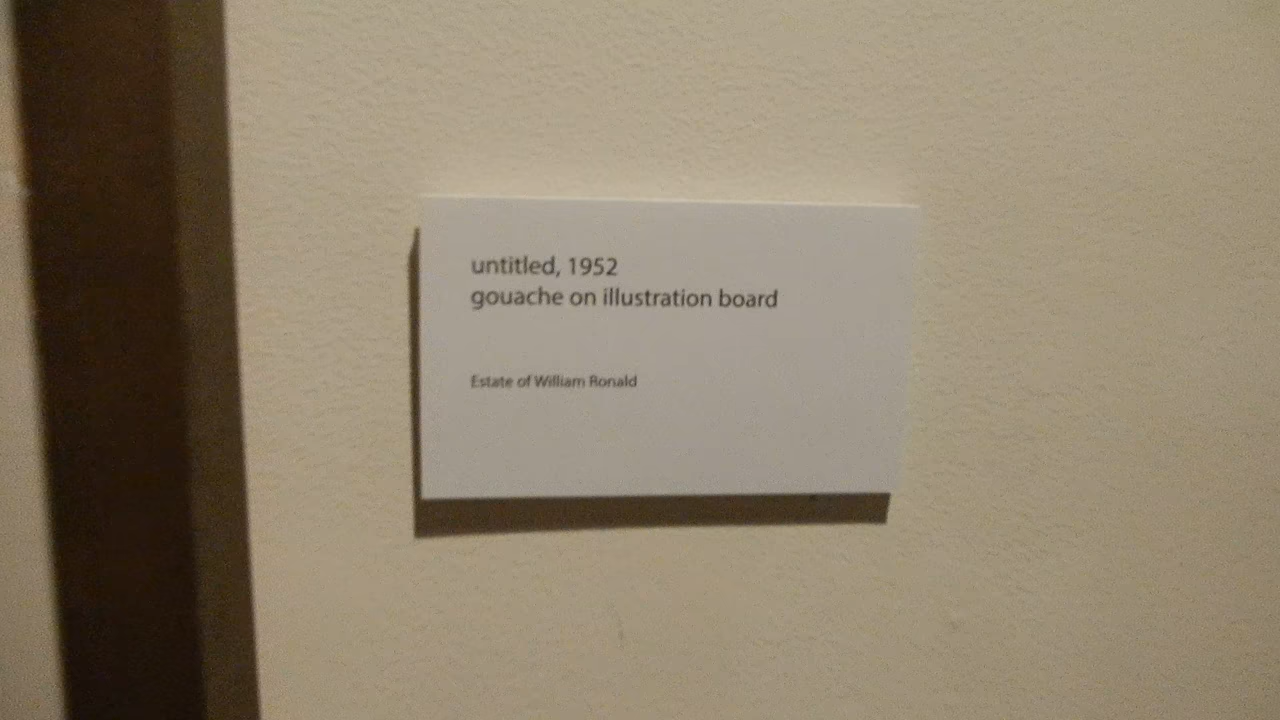 untitled, 1952
gouache on illustration board
Estate of William Ronald